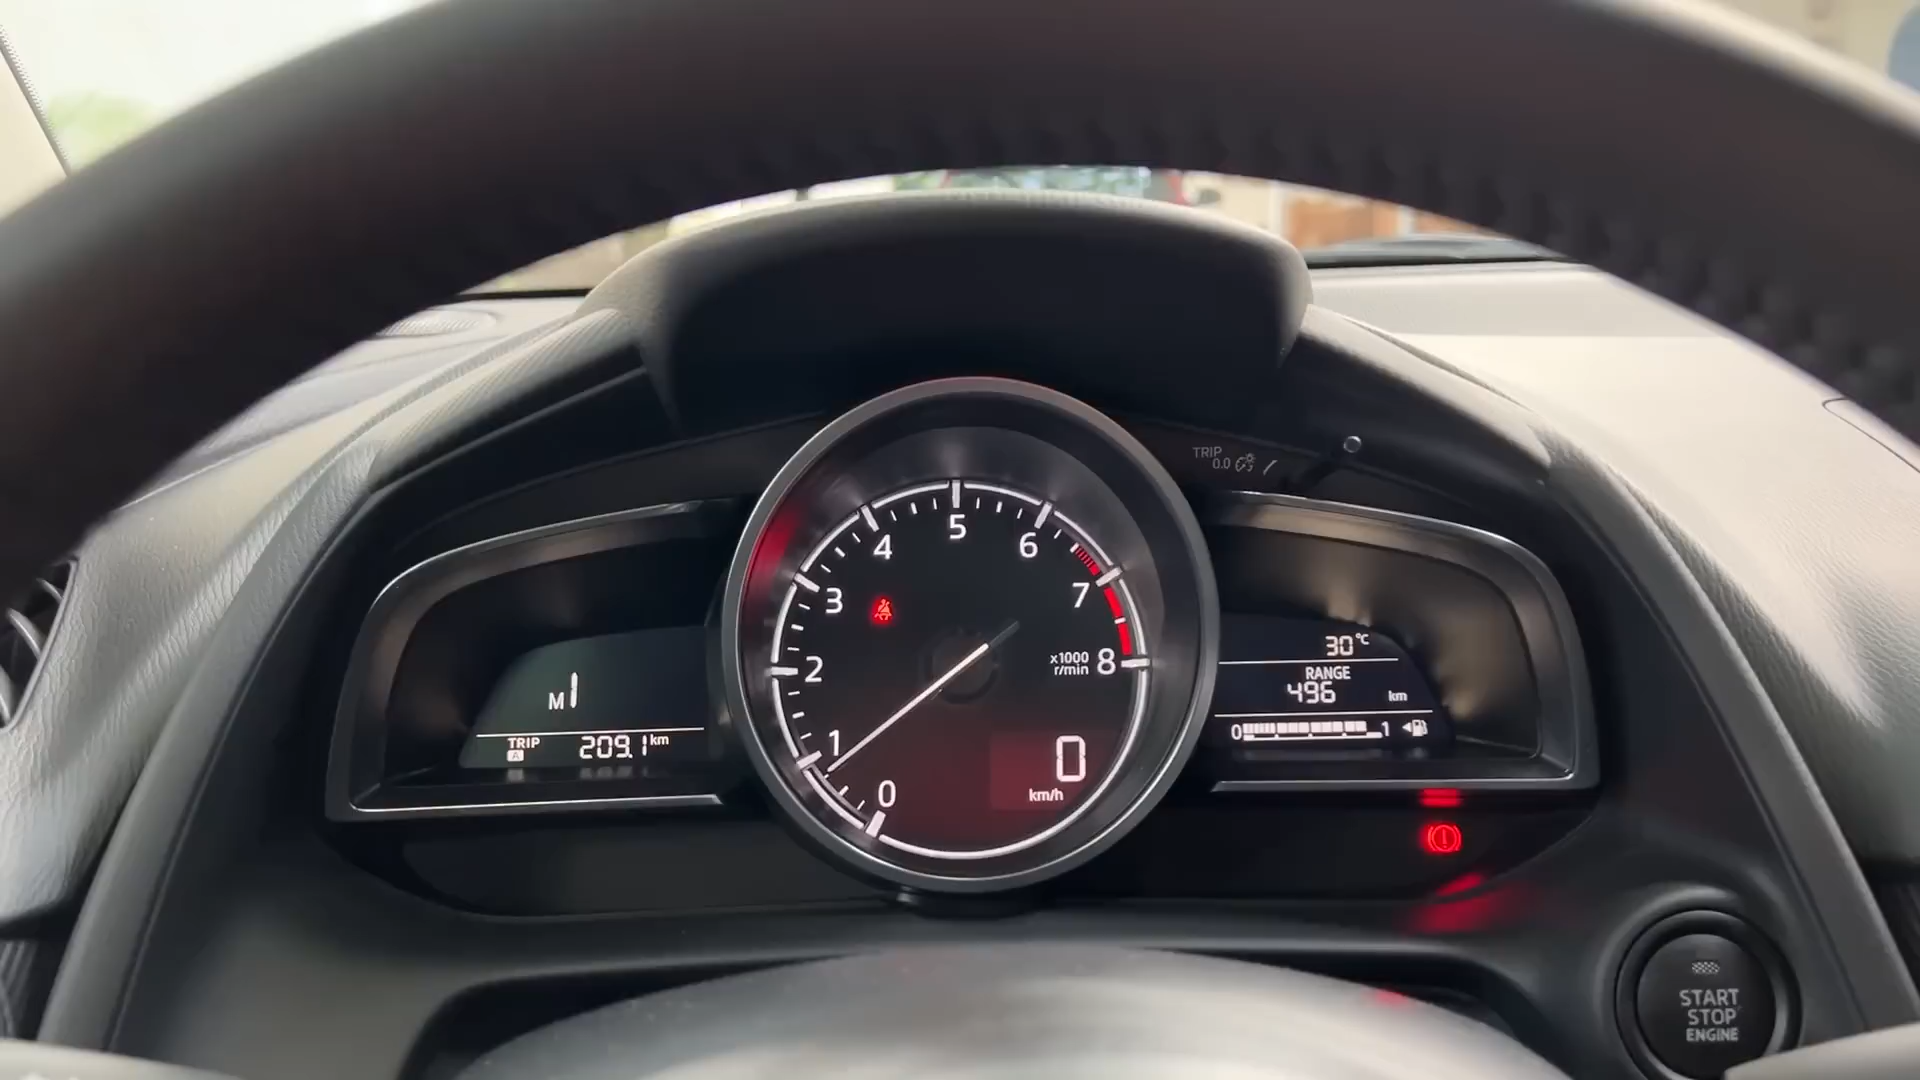 TRIP
0.0
5
4
6
3
7
2
x1000
r/min
8
1
0
0
km/h
M1
TRIP
A
209.1 km
30°C
RANGE
496 km
0
1
START
STOP
ENGINE